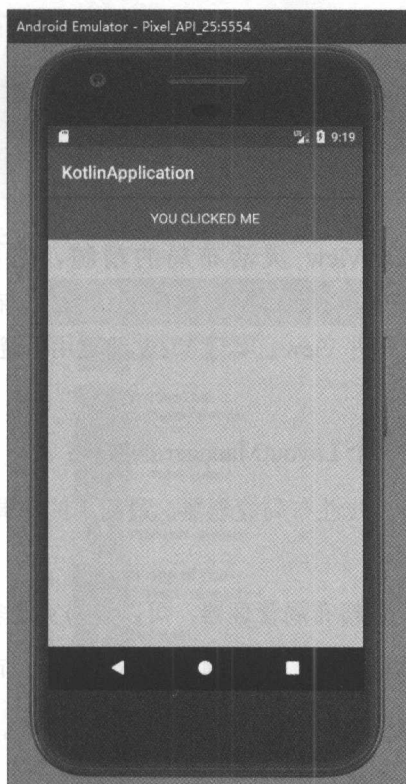 Android Emulator - Pixel_API_25:5554
9:19
KotlinApplication
YOU CLICKED ME